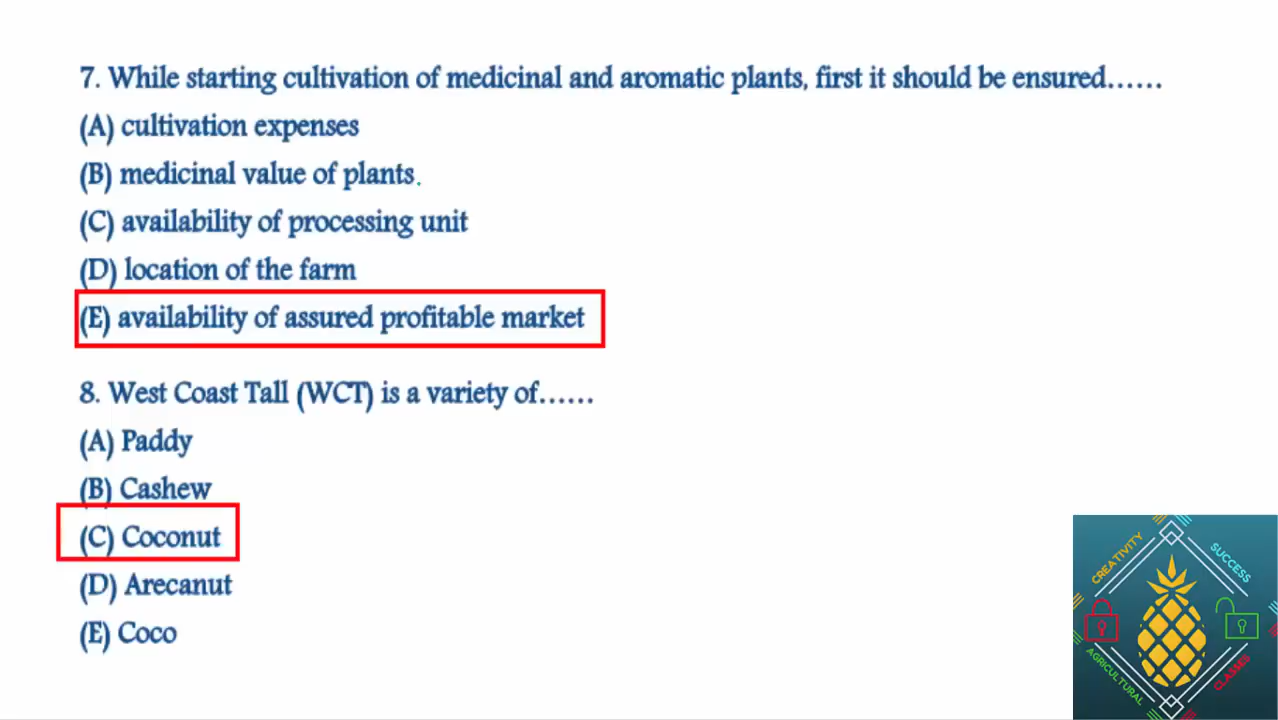 7. While starting cultivation of medicinal and aromatic plants, first it should be ensured......
(A) cultivation expenses
(B) medicinal value of plants.
(C) availability of processing unit
(D) location of the farm
(E) availability of assured profitable market
8. West Coast Tall (WCT) is a variety of......
(A) Paddy
(B) Cashew
(C) Coconut
(D) Arecanut
(E) Coco
CREATIVITY
SUCCESS
AGRICULTURAL
CLASSES